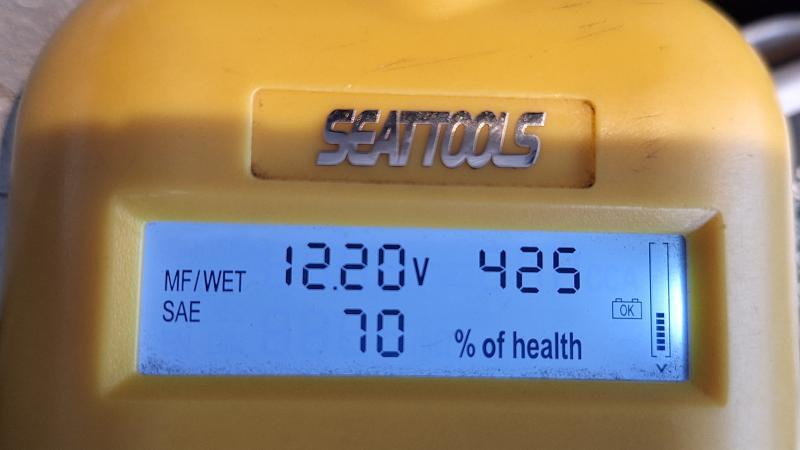 SEATTOOLS
MF/WET 12.20V 425
SAE 70 % of health
OK